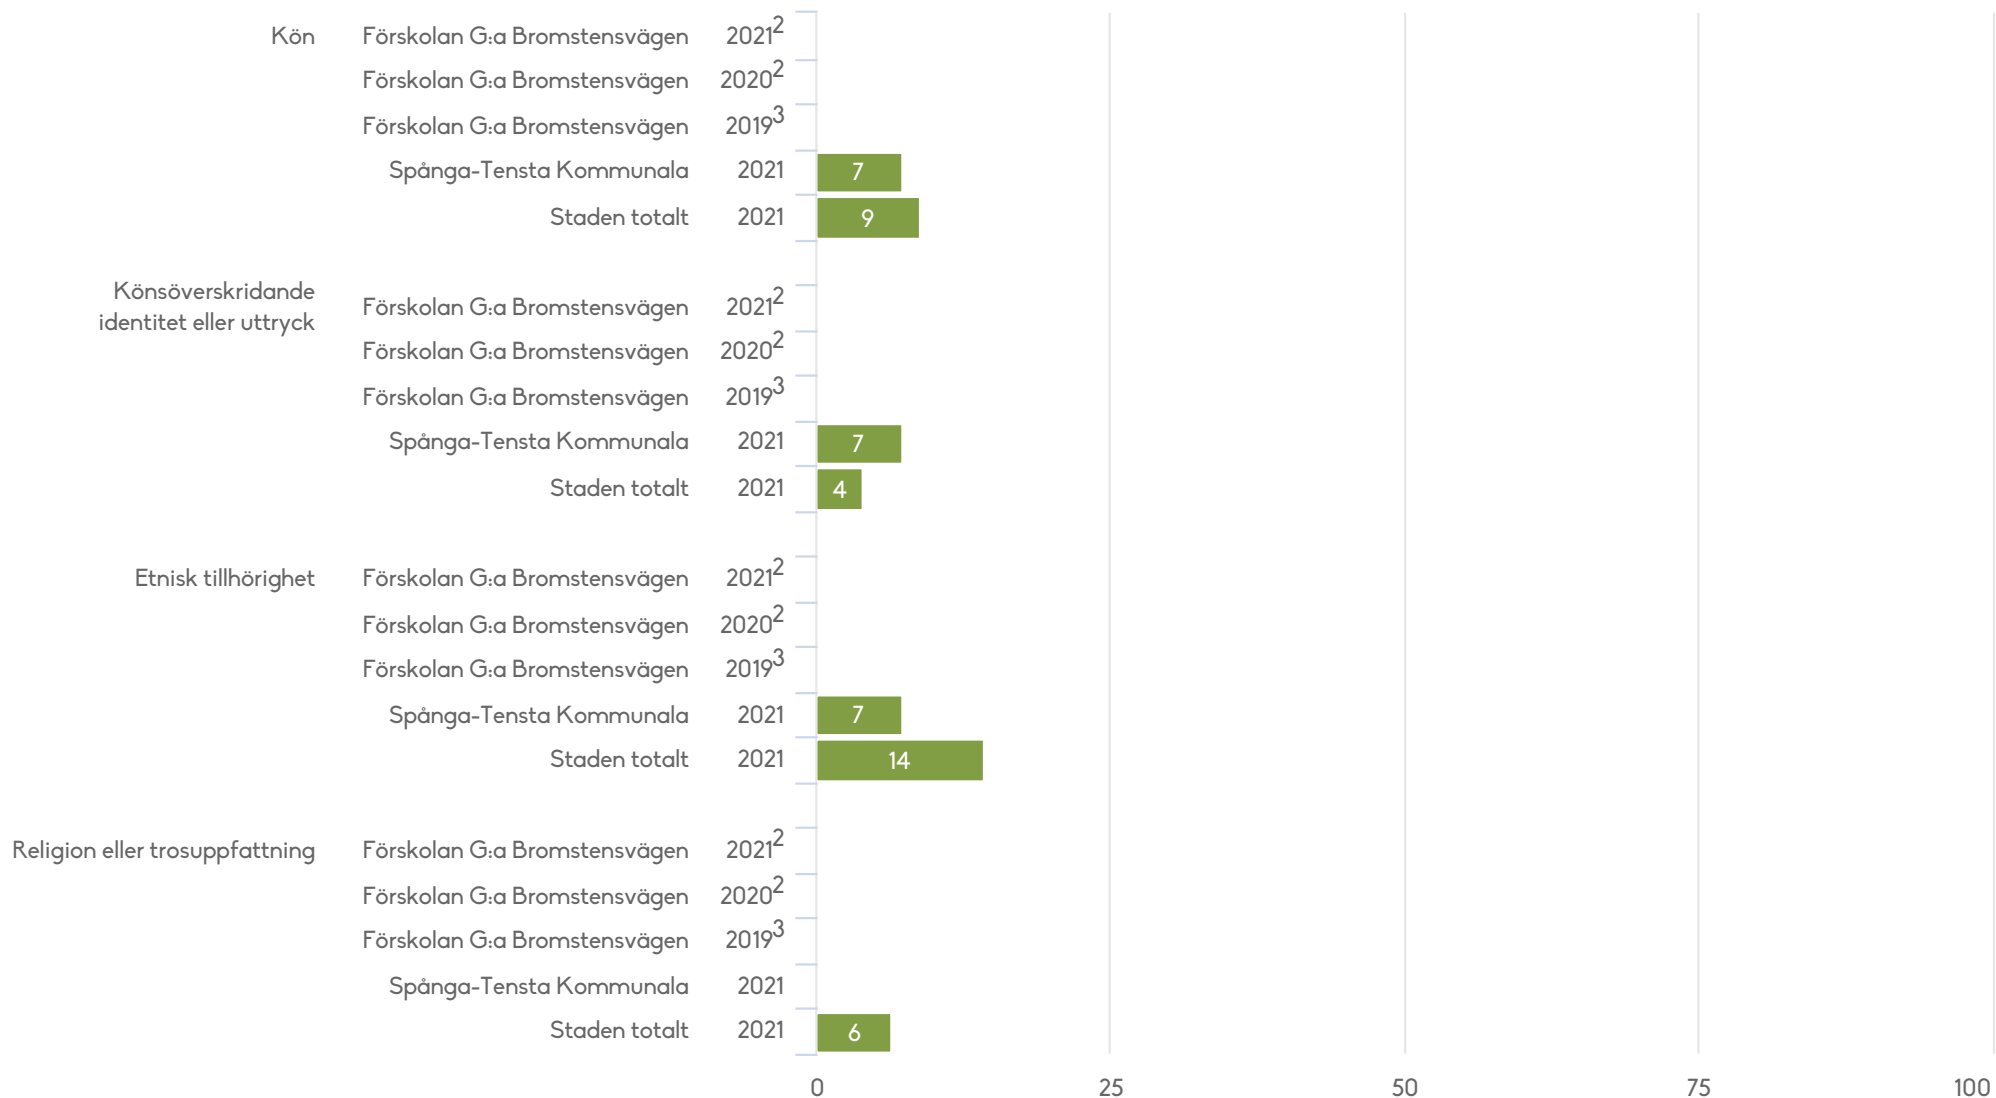 Kön Förskolan G:a Bromstensvägen 2021²
Förskolan G:a Bromstensvägen 2020²
Förskolan G:a Bromstensvägen 2019³
Spånga-Tensta Kommunala 2021 7
Staden totalt 2021 9
Könsöverskridande
identitet eller uttryck
Förskolan G:a Bromstensvägen 2021²
Förskolan G:a Bromstensvägen 2020²
Förskolan G:a Bromstensvägen 2019³
Spånga-Tensta Kommunala 2021 7
Staden totalt 2021 4
Etnisk tillhörighet Förskolan G:a Bromstensvägen 2021²
Förskolan G:a Bromstensvägen 2020²
Förskolan G:a Bromstensvägen 2019³
Spånga-Tensta Kommunala 2021 7
Staden totalt 2021 14
Religion eller trosuppfattning Förskolan G:a Bromstensvägen 2021²
Förskolan G:a Bromstensvägen 2020²
Förskolan G:a Bromstensvägen 2019³
Spånga-Tensta Kommunala 2021
Staden totalt 2021 6
0 25 50 75 100